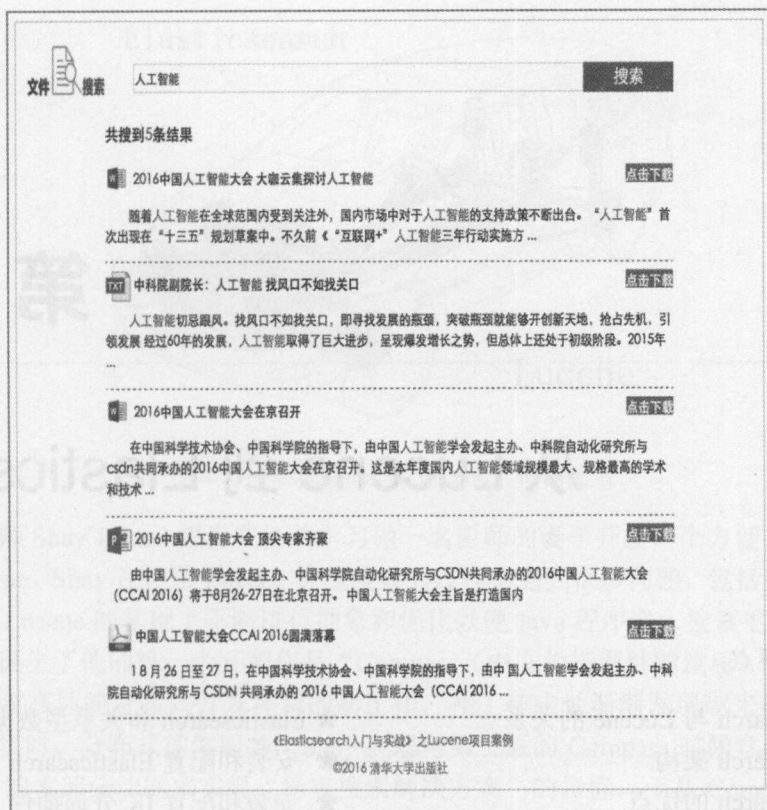 文件 搜索
人工智能
搜索
共搜到5条结果
2016中国人工智能大会 大咖云集探讨人工智能
点击下载
随着人工智能在全球范围内受到关注外，国内市场中对于人工智能的支持政策不断出台。“人工智能”首
次出现在“十三五”规划草案中。不久前《“互联网+”人工智能三年行动实施方 ...
TXT
中科院副院长：人工智能 找风口不如找关口
点击下载
人工智能切忌跟风。找风口不如找关口，即寻找发展的瓶颈，突破瓶颈就能够开创新天地，抢占先机，引
领发展 经过60年的发展，人工智能取得了巨大进步，呈现爆发增长之势，但总体上还处于初级阶段。2015年
...
2016中国人工智能大会在京召开
点击下载
在中国科学技术协会、中国科学院的指导下，由中国人工智能学会发起主办、中科院自动化研究所与
csdn共同承办的2016中国人工智能大会在京召开。这是本年度国内人工智能领域规模最大、规格最高的学术
和技术 ...
2016中国人工智能大会 顶尖专家齐聚
点击下载
由中国人工智能学会发起主办、中国科学院自动化研究所与CSDN共同承办的2016中国人工智能大会
（CCAI 2016）将于8月26-27日在北京召开。中国人工智能大会主旨是打造国内
中国人工智能大会CCAI 2016圆满落幕
点击下载
1 8 月 26 日至 27 日，在中国科学技术协会、中国科学院的指导下，由中 国人工智能学会发起主办、中科
院自动化研究所与 CSDN 共同承办的 2016 中国人工智能大会（CCAI 2016 ...
《Elasticsearch入门与实战》之Lucene项目案例
©2016 清华大学出版社